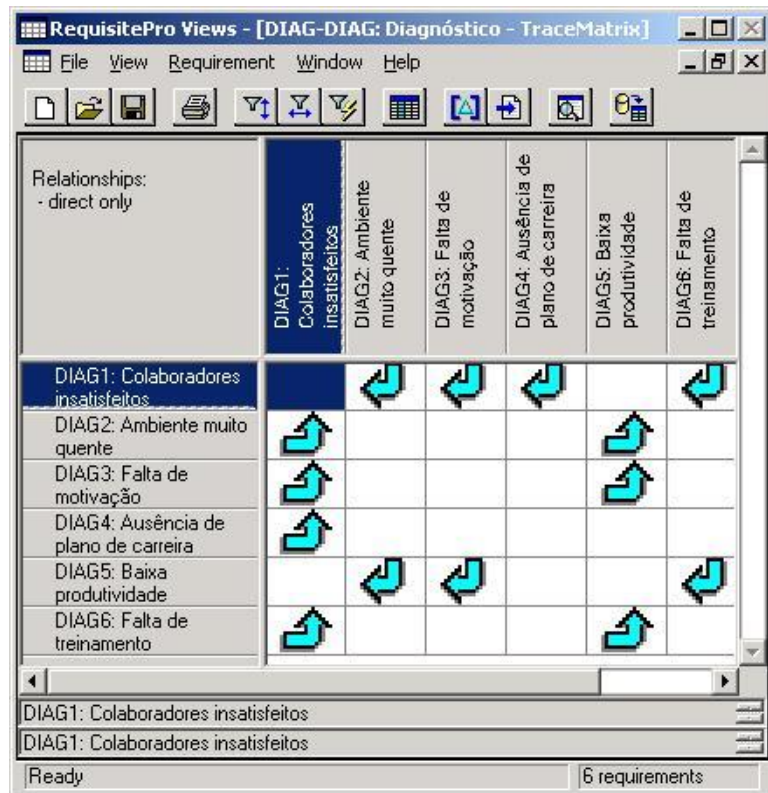 RequisitePro Views - [DIAG-DIAG: Diagnóstico - TraceMatrix]
File View Requirement Window Help
Relationships:
- direct only
DIAG1:
Colaboradores
insatisfeitos
DIAG2: Ambiente
muito quente
DIAG3: Falta de
motivação
DIAG4: Ausência de
plano de carreira
DIAG5: Baixa
produtividade
DIAG6: Falta de
treinamento
DIAG1: Colaboradores
insatisfeitos
DIAG2: Ambiente muito
quente
DIAG3: Falta de
motivação
DIAG4: Ausência de
plano de carreira
DIAG5: Baixa
produtividade
DIAG6: Falta de
treinamento
DIAG1: Colaboradores insatisfeitos
DIAG1: Colaboradores insatisfeitos
Ready
6 requirements